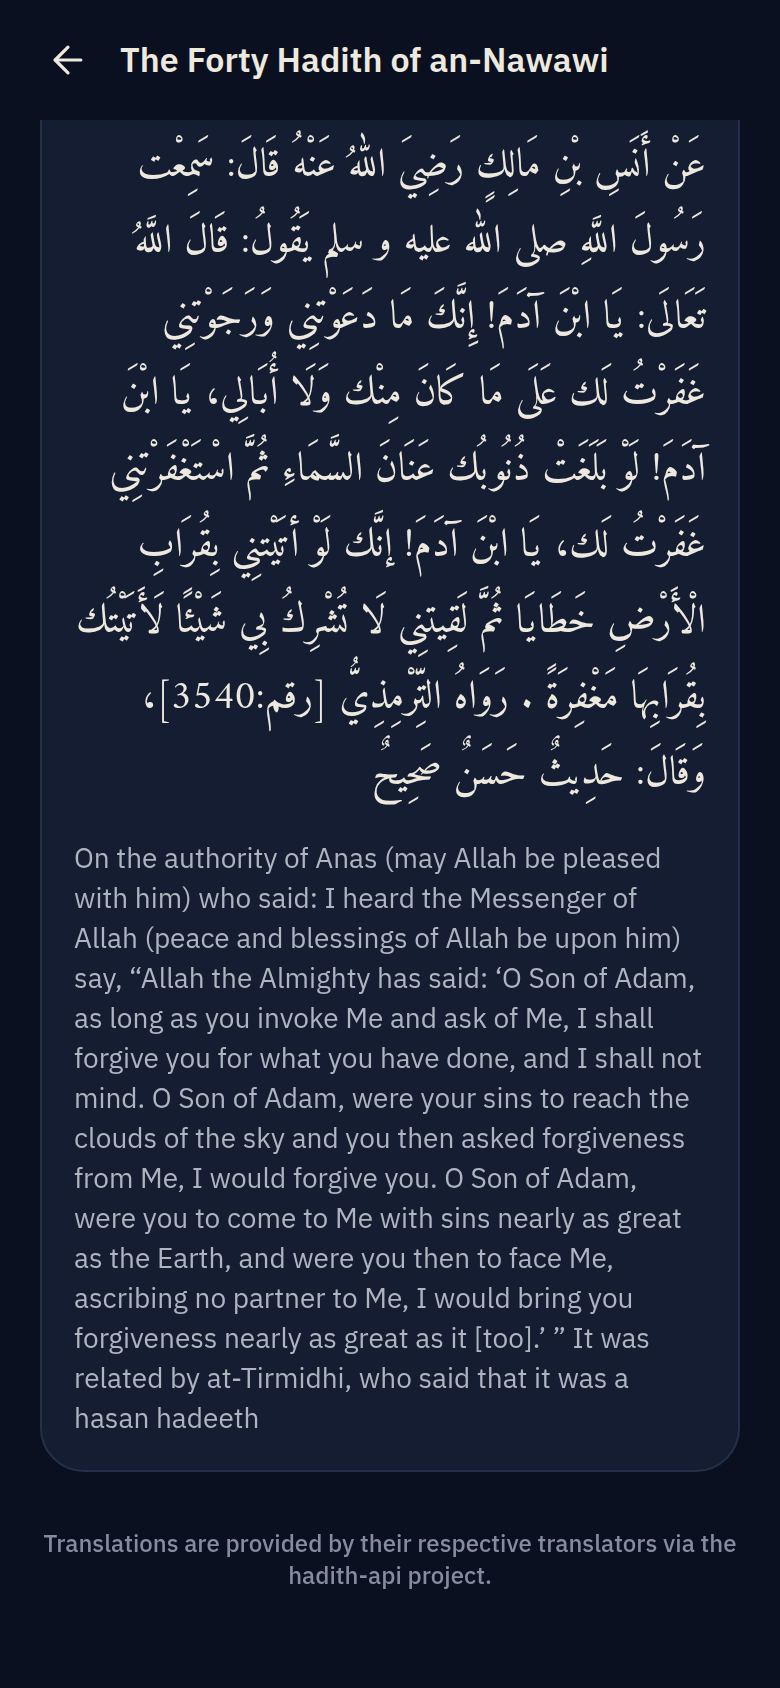 The Forty Hadith of an-Nawawi
عَنْ أَنَسِ بْنِ مَالِكٍ رَضِيَ اللهُ عَنْهُ قَالَ: سَمِعْت
رَسُولَ اللَّهِ صلى الله عليه و سلم يَقُولُ: قَالَ اللَّهُ
تَعَالَى: يَا ابْنَ آدَمَ! إِنَّكَ مَا دَعَوْتنِي وَرَجَوْتنِي
غَفَرْتُ لَك عَلَى مَا كَانَ مِنْك وَلَا أُبَالِي، يَا ابْنَ
آدَمَ! لَوْ بَلَغَتْ ذُنُوبُك عَنَانَ السَّمَاءِ ثُمَّ اسْتَغْفَرْتنِي
غَفَرْتُ لَك، يَا ابْنَ آدَمَ! إنَّك لَوْ أتَيْتنِي بِقُرَابِ
الْأَرْضِ خَطَايَا ثُمَّ لَقِيتنِي لَا تُشْرِكُ بِي شَيْئًا لَأَتَيْتُك
بِقُرَابِهَا مَغْفِرَةً . رَوَاهُ التِّرْمِذِيُّ [رقم:3540]،
وَقَالَ: حَدِيثٌ حَسَنٌ صَحِيحٌ
On the authority of Anas (may Allah be pleased
with him) who said: I heard the Messenger of
Allah (peace and blessings of Allah be upon him)
say, “Allah the Almighty has said: ‘O Son of Adam,
as long as you invoke Me and ask of Me, I shall
forgive you for what you have done, and I shall not
mind. O Son of Adam, were your sins to reach the
clouds of the sky and you then asked forgiveness
from Me, I would forgive you. O Son of Adam,
were you to come to Me with sins nearly as great
as the Earth, and were you then to face Me,
ascribing no partner to Me, I would bring you
forgiveness nearly as great as it [too].’ ” It was
related by at-Tirmidhi, who said that it was a
hasan hadeeth
Translations are provided by their respective translators via the
hadith-api project.